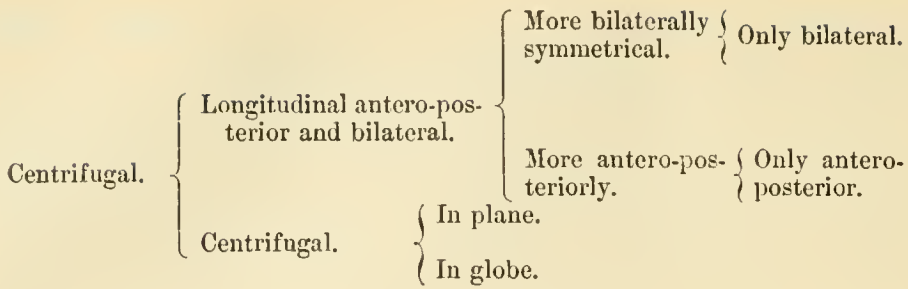 More bilaterally
symmetrical.
Only bilateral.
Longitudinal antero-pos-
terior and bilateral.
More antero-pos-
teriorly.
Only antero-
posterior.
Centrifugal.
Centrifugal.
In plane.
In globe.